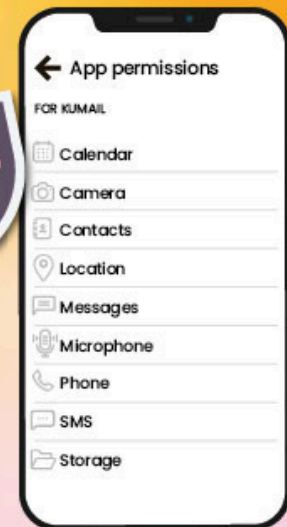 App permissions
FOR KUMAIL
Calendar
Camera
Contacts
Location
Messages
Microphone
Phone
SMS
Storage